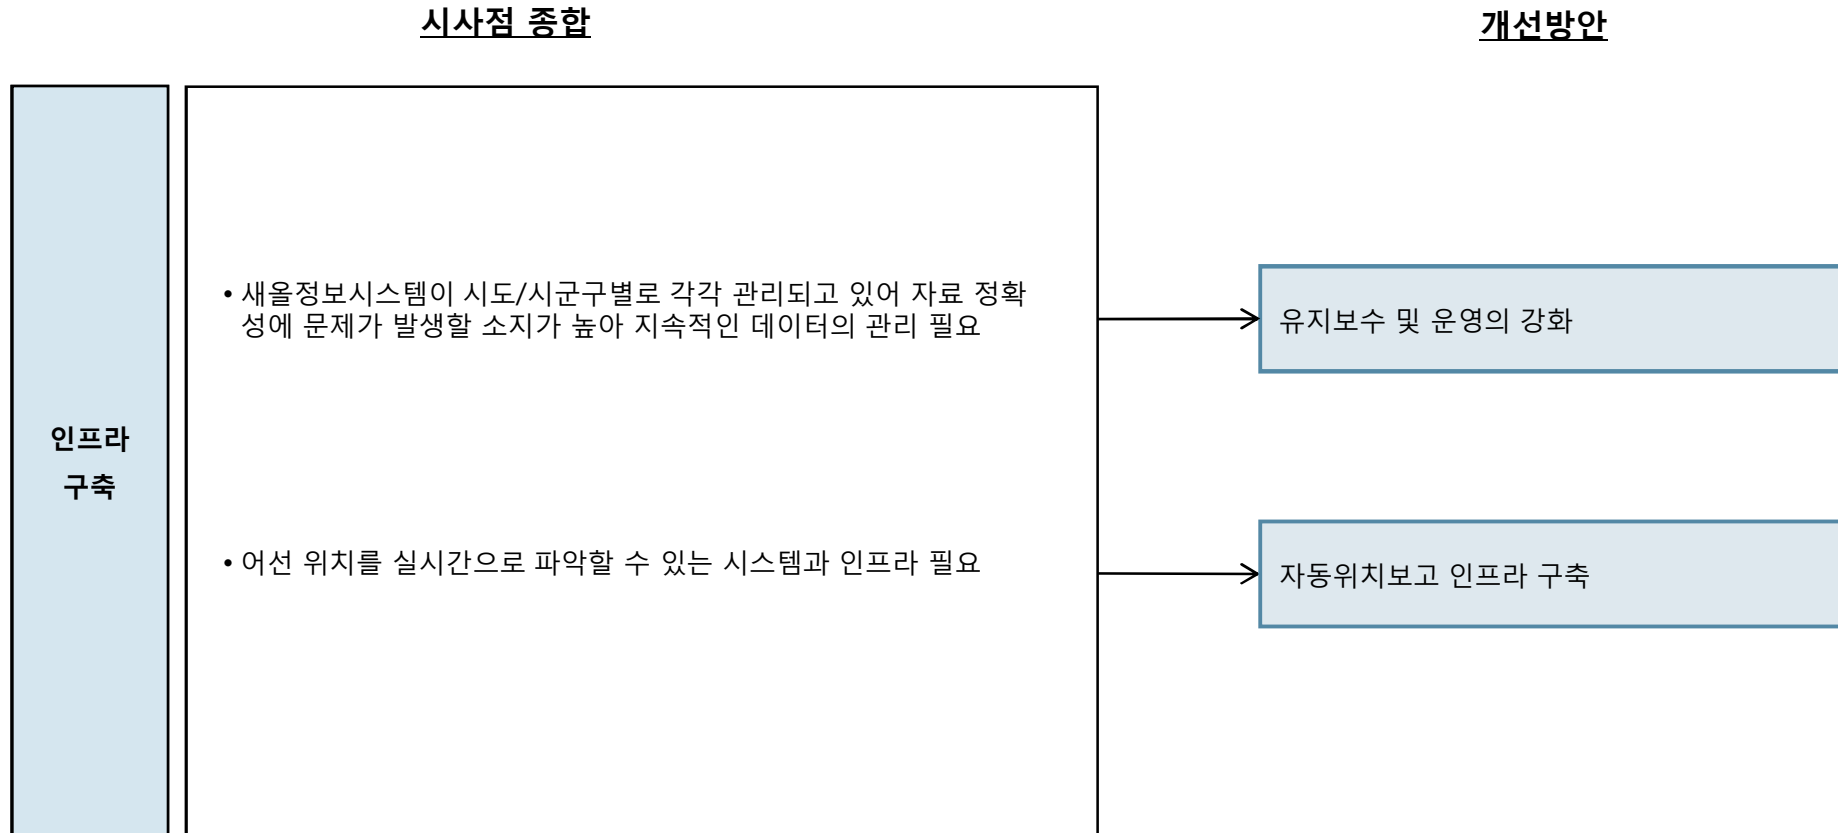 시사점 종합
개선방안
인프라
구축
• 새올정보시스템이 시도/시군구별로 각각 관리되고 있어 자료 정확
성에 문제가 발생할 소지가 높아 지속적인 데이터의 관리 필요
유지보수 및 운영의 강화
• 어선 위치를 실시간으로 파악할 수 있는 시스템과 인프라 필요
자동위치보고 인프라 구축